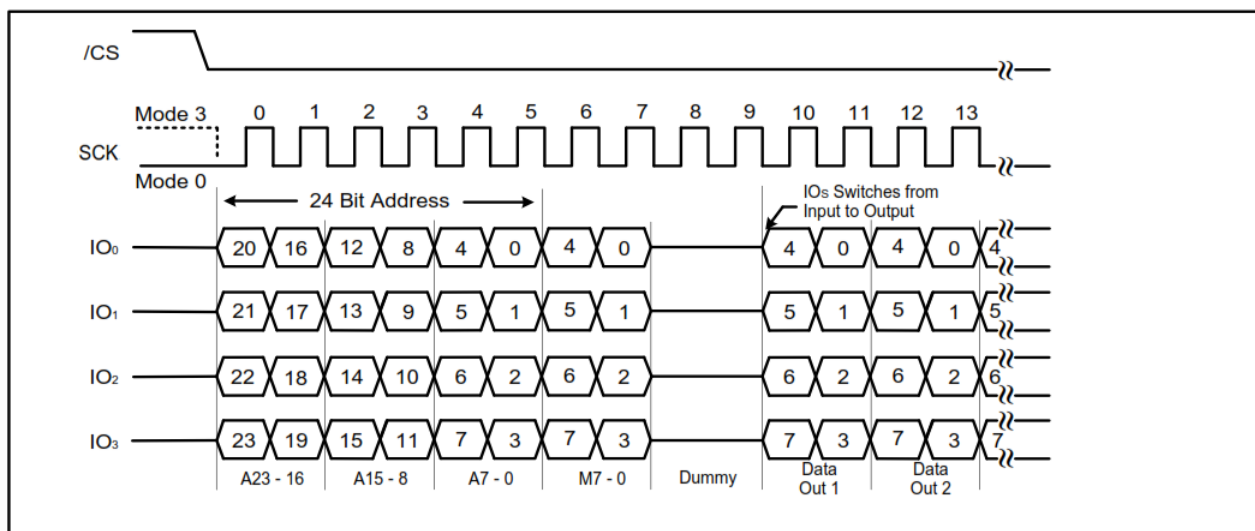 /CS
Mode 3 0 1 2 3 4 5 6 7 8 9 10 11 12 13
SCK
Mode 0
24 Bit Address
IOs Switches from
Input to Output
IO0 20 16 12 8 4 0 4 0 4 0 4 0 4
IO1 21 17 13 9 5 1 5 1 5 1 5 1 5
IO2 22 18 14 10 6 2 6 2 6 2 6 2 6
IO3 23 19 15 11 7 3 7 3 7 3 7 3 7
A23 - 16 A15 - 8 A7 - 0 M7 - 0 Dummy Data Data
Out 1 Out 2